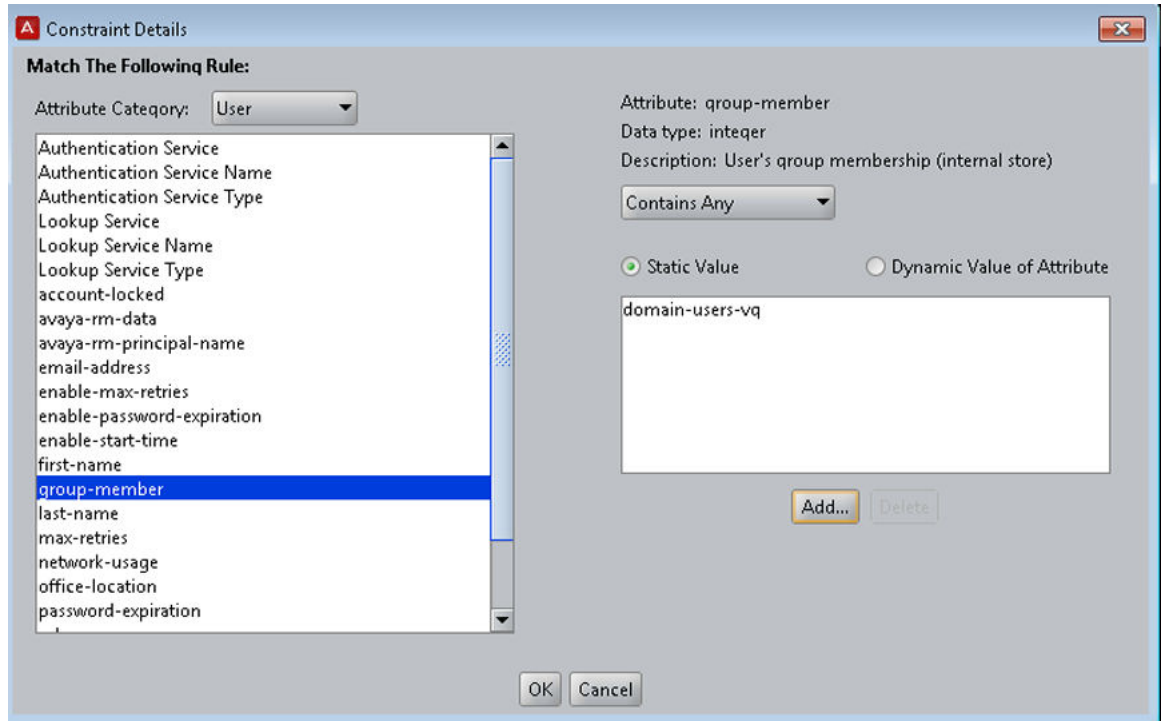 Constraint Details
Match The Following Rule:
Attribute Category: User
Authentication Service
Authentication Service Name
Authentication Service Type
Lookup Service
Lookup Service Name
Lookup Service Type
account-locked
avaya-rm-data
avaya-rm-principal-name
email-address
enable-max-retries
enable-password-expiration
enable-start-time
first-name
group-member
last-name
max-retries
network-usage
office-location
password-expiration
Attribute: group-member
Data type: integer
Description: User's group membership (internal store)
Contains Any
Static Value Dynamic Value of Attribute
domain-users-vg
Add... Delete
OK Cancel